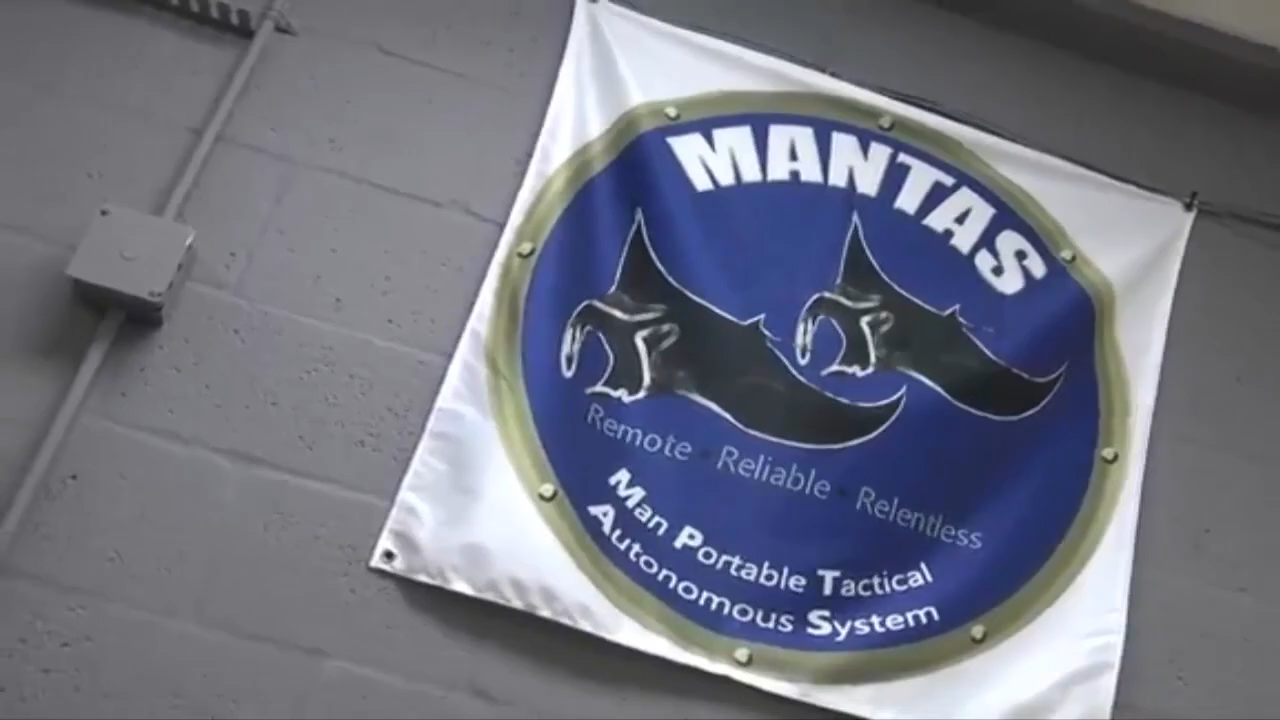 MANTAS
Remote · Reliable · Relentless
Man Portable Tactical
Autonomous System